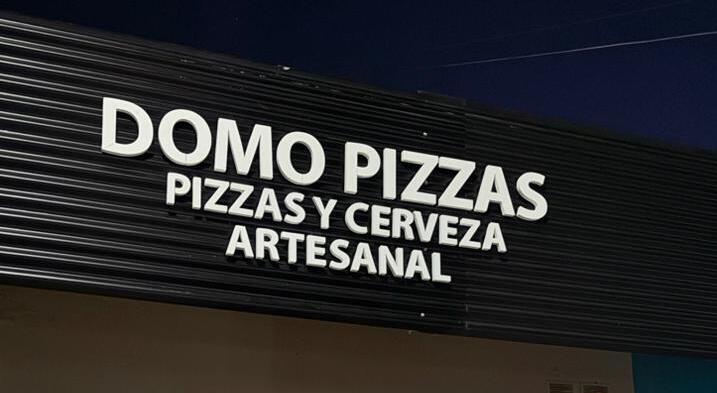 DOMO PIZZAS
PIZZAS Y CERVEZA
ARTESANAL